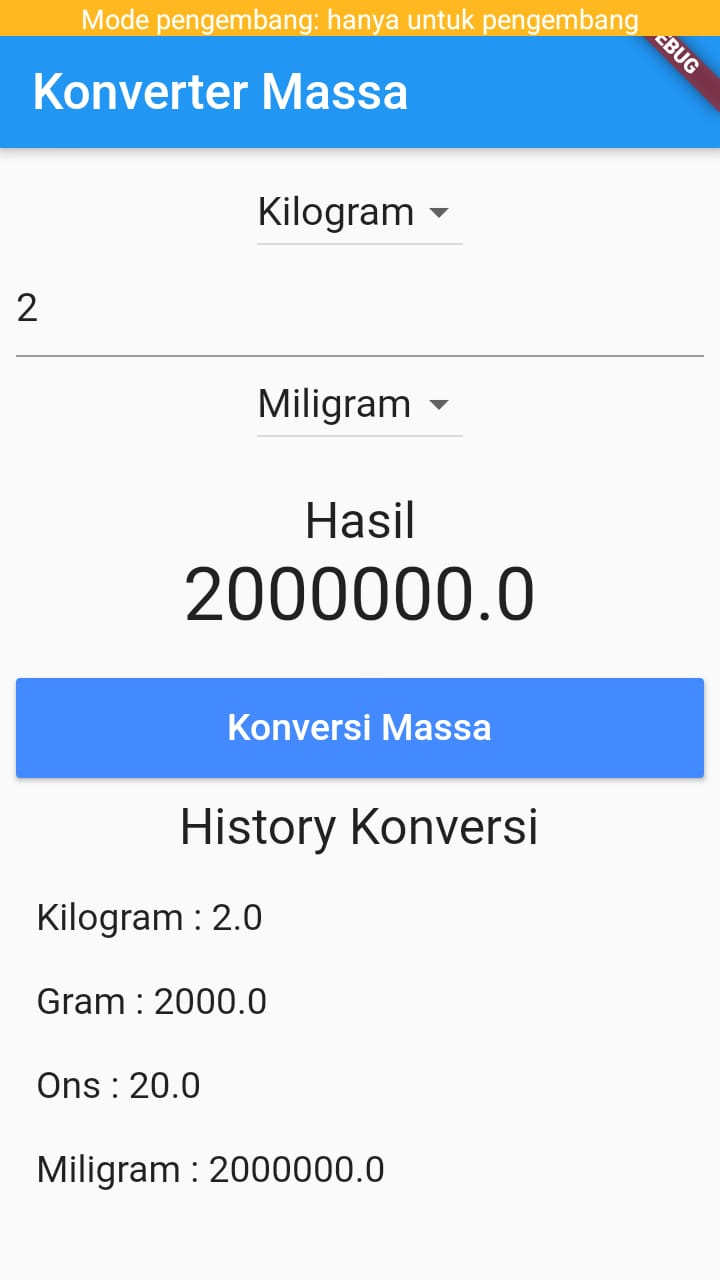 Mode pengembang: hanya untuk pengembang
Konverter Massa
EBUG
Kilogram
2
Miligram
Hasil
2000000.0
Konversi Massa
History Konversi
Kilogram : 2.0
Gram : 2000.0
Ons : 20.0
Miligram : 2000000.0